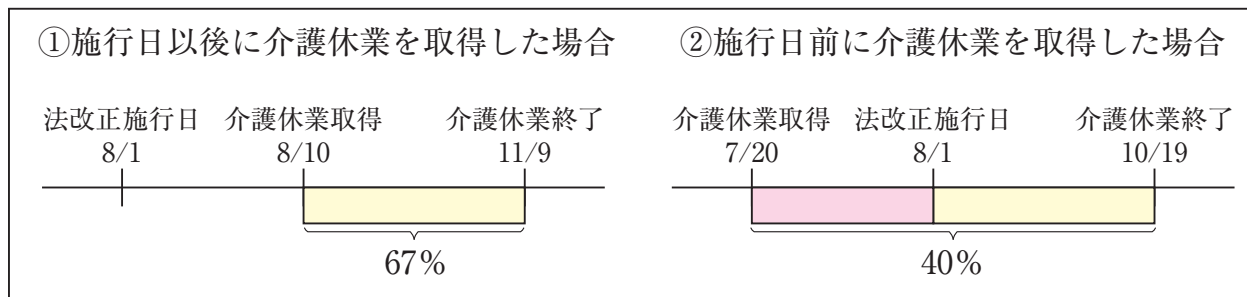 ①施行日以後に介護休業を取得した場合
法改正施行日 介護休業取得 介護休業終了
8/1 8/10 11/9
67%
②施行日前に介護休業を取得した場合
介護休業取得 法改正施行日 介護休業終了
7/20 8/1 10/19
40%